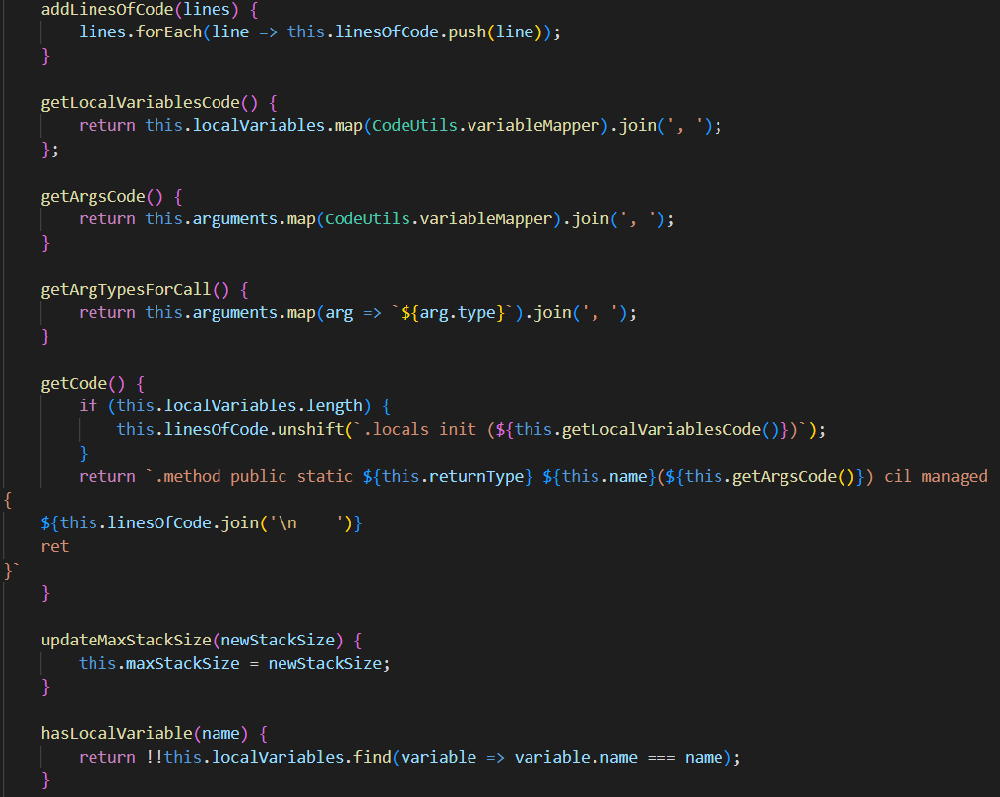 addLinesOfCode(lines) {
lines.forEach(line => this.linesOfCode.push(line));
}
getLocalVariablesCode() {
return this.localVariables.map(CodeUtils.variableMapper).join(', ');
};
getArgsCode() {
return this.arguments.map(CodeUtils.variableMapper).join(', ');
}
getArgTypesForCall() {
return this.arguments.map(arg => `${arg.type}`).join(', ');
}
getCode() {
if (this.localVariables.length) {
this.linesOfCode.unshift(`.locals init (${this.getLocalVariablesCode()})`);
}
return `.method public static ${this.returnType} ${this.name}(${this.getArgsCode()}) cil managed
{
${this.linesOfCode.join('\n    ')}
ret
}`
}
updateMaxStackSize(newStackSize) {
this.maxStackSize = newStackSize;
}
hasLocalVariable(name) {
return !!this.localVariables.find(variable => variable.name === name);
}